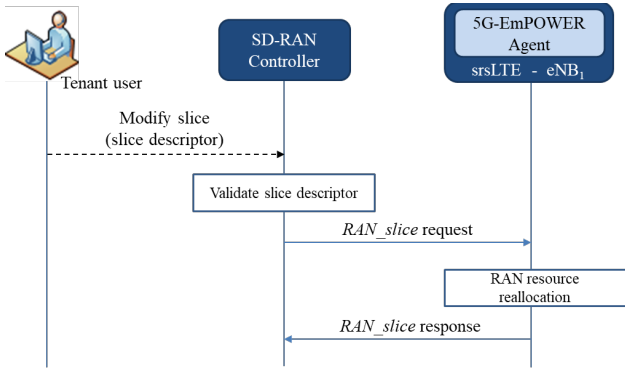 5G-EmPOWER
Agent
srsLTE - eNB₁
SD-RAN
Controller
Tenant user
Modify slice
(slice descriptor)
Validate slice descriptor
RAN_slice request
RAN resource
reallocation
RAN_slice response